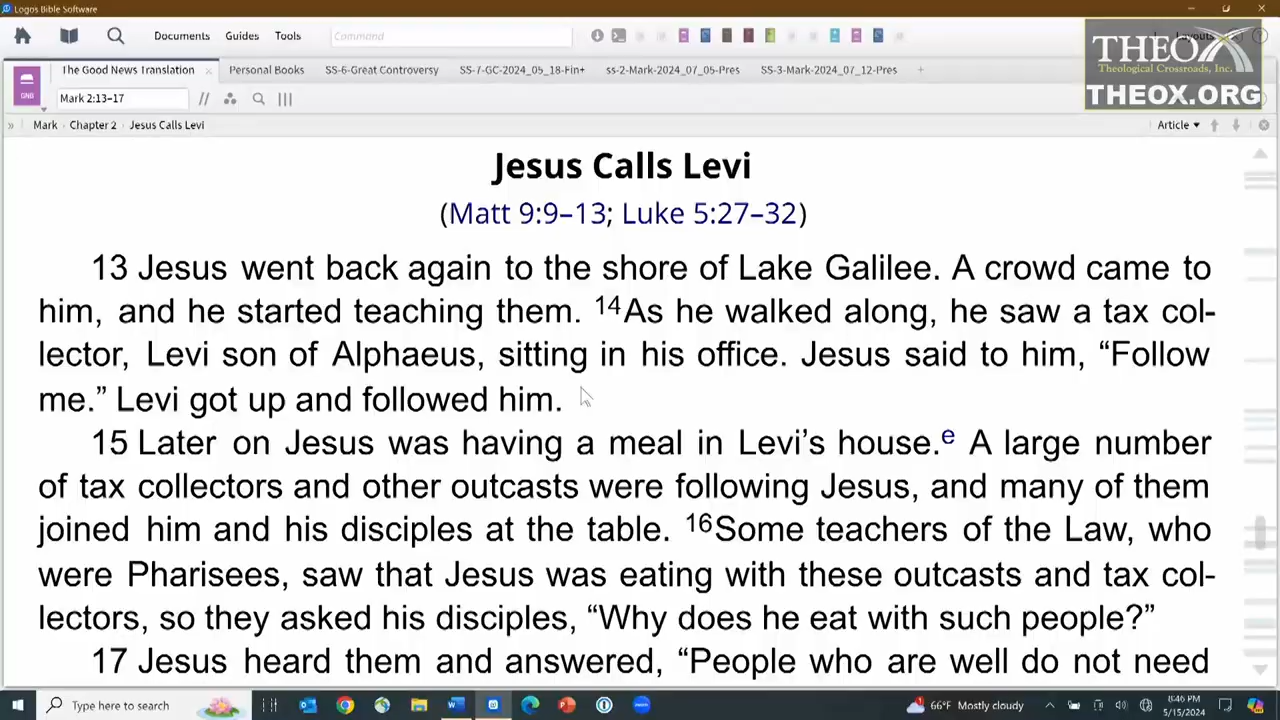 Logos Bible Software
Documents Guides Tools Command
THEOX
Theological Crossroads, Inc.
THEOX.ORG
The Good News Translation Personal Books SS-6-Great Controv SC-GC-2024_05_18-Fin+ ss-2-Mark-2024_07_05-Pres SS-3-Mark-2024_07_12-Pres +
GNB
Mark 2:13–17
Mark Chapter 2 Jesus Calls Levi Article
Jesus Calls Levi
(Matt 9:9–13; Luke 5:27–32)
13 Jesus went back again to the shore of Lake Galilee. A crowd came to
him, and he started teaching them. 14As he walked along, he saw a tax col-
lector, Levi son of Alphaeus, sitting in his office. Jesus said to him, “Follow
me.” Levi got up and followed him.
15 Later on Jesus was having a meal in Levi’s house.e A large number
of tax collectors and other outcasts were following Jesus, and many of them
joined him and his disciples at the table. 16Some teachers of the Law, who
were Pharisees, saw that Jesus was eating with these outcasts and tax col-
lectors, so they asked his disciples, “Why does he eat with such people?”
17 Jesus heard them and answered, “People who are well do not need
Type here to search 66°F Mostly cloudy 8:46 PM
5/15/2024